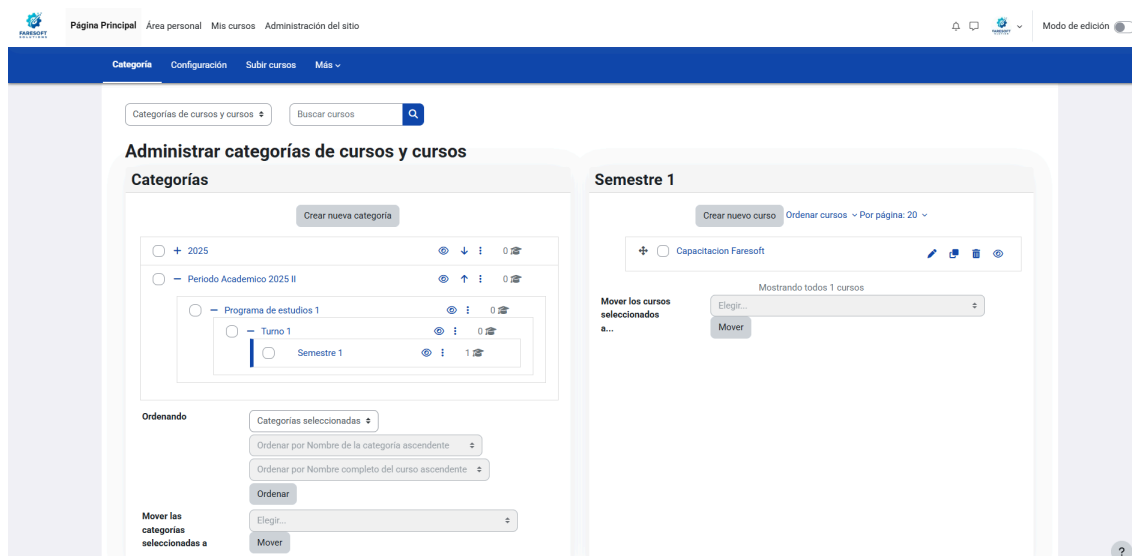 FARESOFT
SOLUTIONS
Página Principal Área personal Mis cursos Administración del sitio
Modo de edición
Categoría Configuración Subir cursos Más
Categorías de cursos y cursos
Buscar cursos
Administrar categorías de cursos y cursos
Categorías
Crear nueva categoría
2025 0
Periodo Academico 2025 II 0
Programa de estudios 1 0
Turno 1 0
Semestre 1 1
Ordenando
Categorías seleccionadas
Ordenar por Nombre de la categoría ascendente
Ordenar por Nombre completo del curso ascendente
Ordenar
Mover las
categorías
seleccionadas a
Elegir...
Mover
Semestre 1
Crear nuevo curso Ordenar cursos Por página: 20
Capacitacion Faresoft
Mostrando todos 1 cursos
Mover los cursos
seleccionados
a...
Elegir...
Mover
?